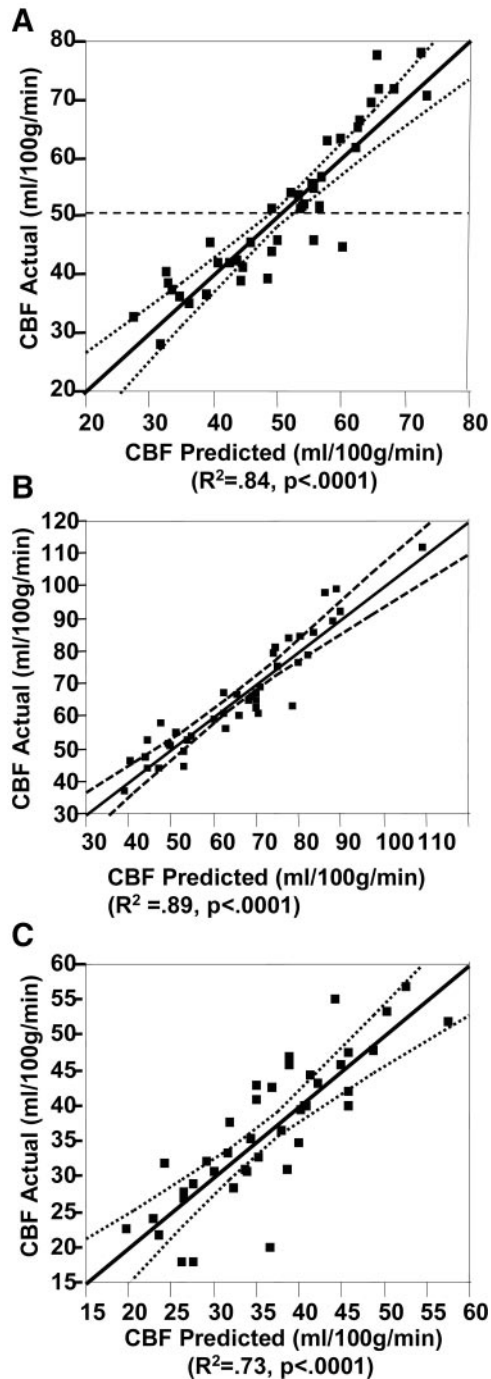 A
80
70
60
50
40
30
20
CBF Actual (ml/100g/min)
20 30 40 50 60 70 80
CBF Predicted (ml/100g/min)
(R²=.84, p<.0001)
B
120
110
100
90
80
70
60
50
40
30
CBF Actual (ml/100g/min)
30 40 50 60 70 80 90 100 110
CBF Predicted (ml/100g/min)
(R² =.89, p<.0001)
C
60
55
50
45
40
35
30
25
20
15
CBF Actual (ml/100g/min)
15 20 25 30 35 40 45 50 55 60
CBF Predicted (ml/100g/min)
(R²=.73, p<.0001)